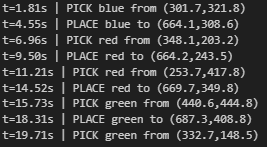 t=1.81s | PICK blue from (301.7,321.8)
t=4.55s | PLACE blue to (664.1,308.6)
t=6.96s | PICK red from (348.1,203.2)
t=9.50s | PLACE red to (664.2,243.5)
t=11.21s | PICK red from (253.7,417.8)
t=14.52s | PLACE red to (669.7,349.8)
t=15.73s | PICK green from (440.6,444.8)
t=18.31s | PLACE green to (687.3,408.8)
t=19.71s | PICK green from (332.7,148.5)